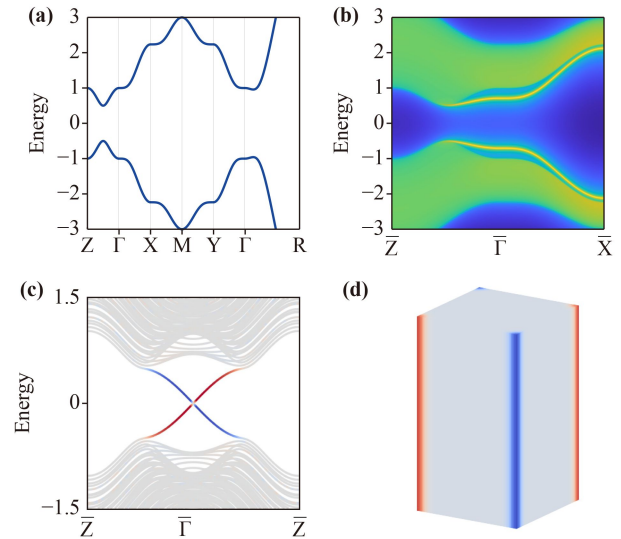 (a)
3
2
1
0
−1
−2
−3
Energy
Z Γ X M Y Γ R
(b)
3
2
1
0
−1
−2
−3
Energy
Z̅ Γ̅ X̅
(c)
1.5
0
−1.5
Energy
Z̅ Γ̅ Z̅
(d)